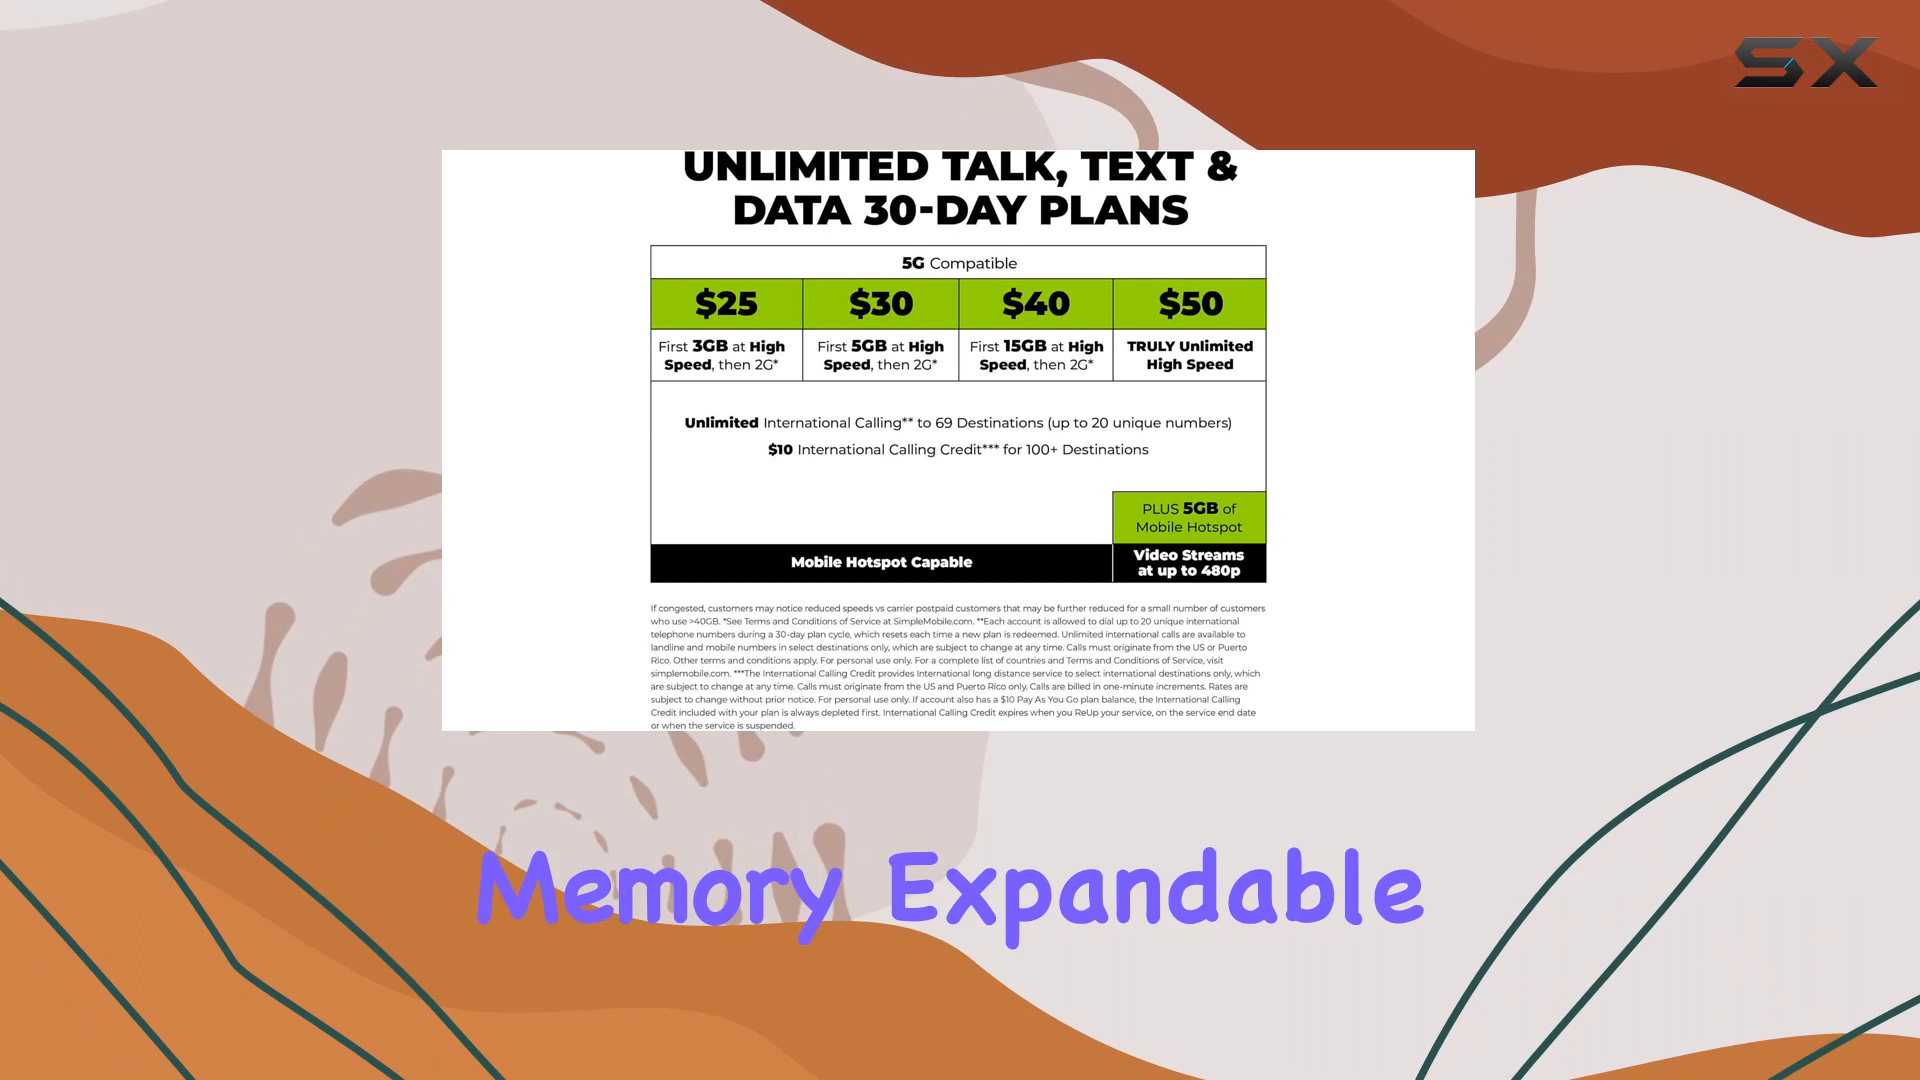 SX
UNLIMITED TALK, TEXT &
DATA 30-DAY PLANS
5G Compatible
$25 $30 $40 $50
First 3GB at High Speed, then 2G*
First 5GB at High Speed, then 2G*
First 15GB at High Speed, then 2G*
TRULY Unlimited High Speed
Unlimited International Calling** to 69 Destinations (up to 20 unique numbers)
$10 International Calling Credit*** for 100+ Destinations
PLUS 5GB of
Mobile Hotspot
Mobile Hotspot Capable
Video Streams
at up to 480p
If congested, customers may notice reduced speeds vs carrier postpaid customers that may be further reduced for a small number of customers
who use >40GB. *See Terms and Conditions of Service at SimpleMobile.com. **Each account is allowed to dial up to 20 unique international
telephone numbers during a 30-day plan cycle, which resets each time a new plan is redeemed. Unlimited international calls are available to
landline and mobile numbers in select destinations only, which are subject to change at any time. Calls must originate from the US or Puerto
Rico. Other terms and conditions apply. For personal use only. For a complete list of countries and Terms and Conditions of Service, visit
simplemobile.com. ***The International Calling Credit provides International long distance service to select international destinations only, which
are subject to change at any time. Calls must originate from the US and Puerto Rico only. Calls are billed in one-minute increments. Rates are
subject to change without prior notice. For personal use only. If account also has a $10 Pay As You Go plan balance, the International Calling
Credit included with your plan is always depleted first. International Calling Credit expires when you ReUp your service, on the service end date
or when the service is suspended.
Memory Expandable